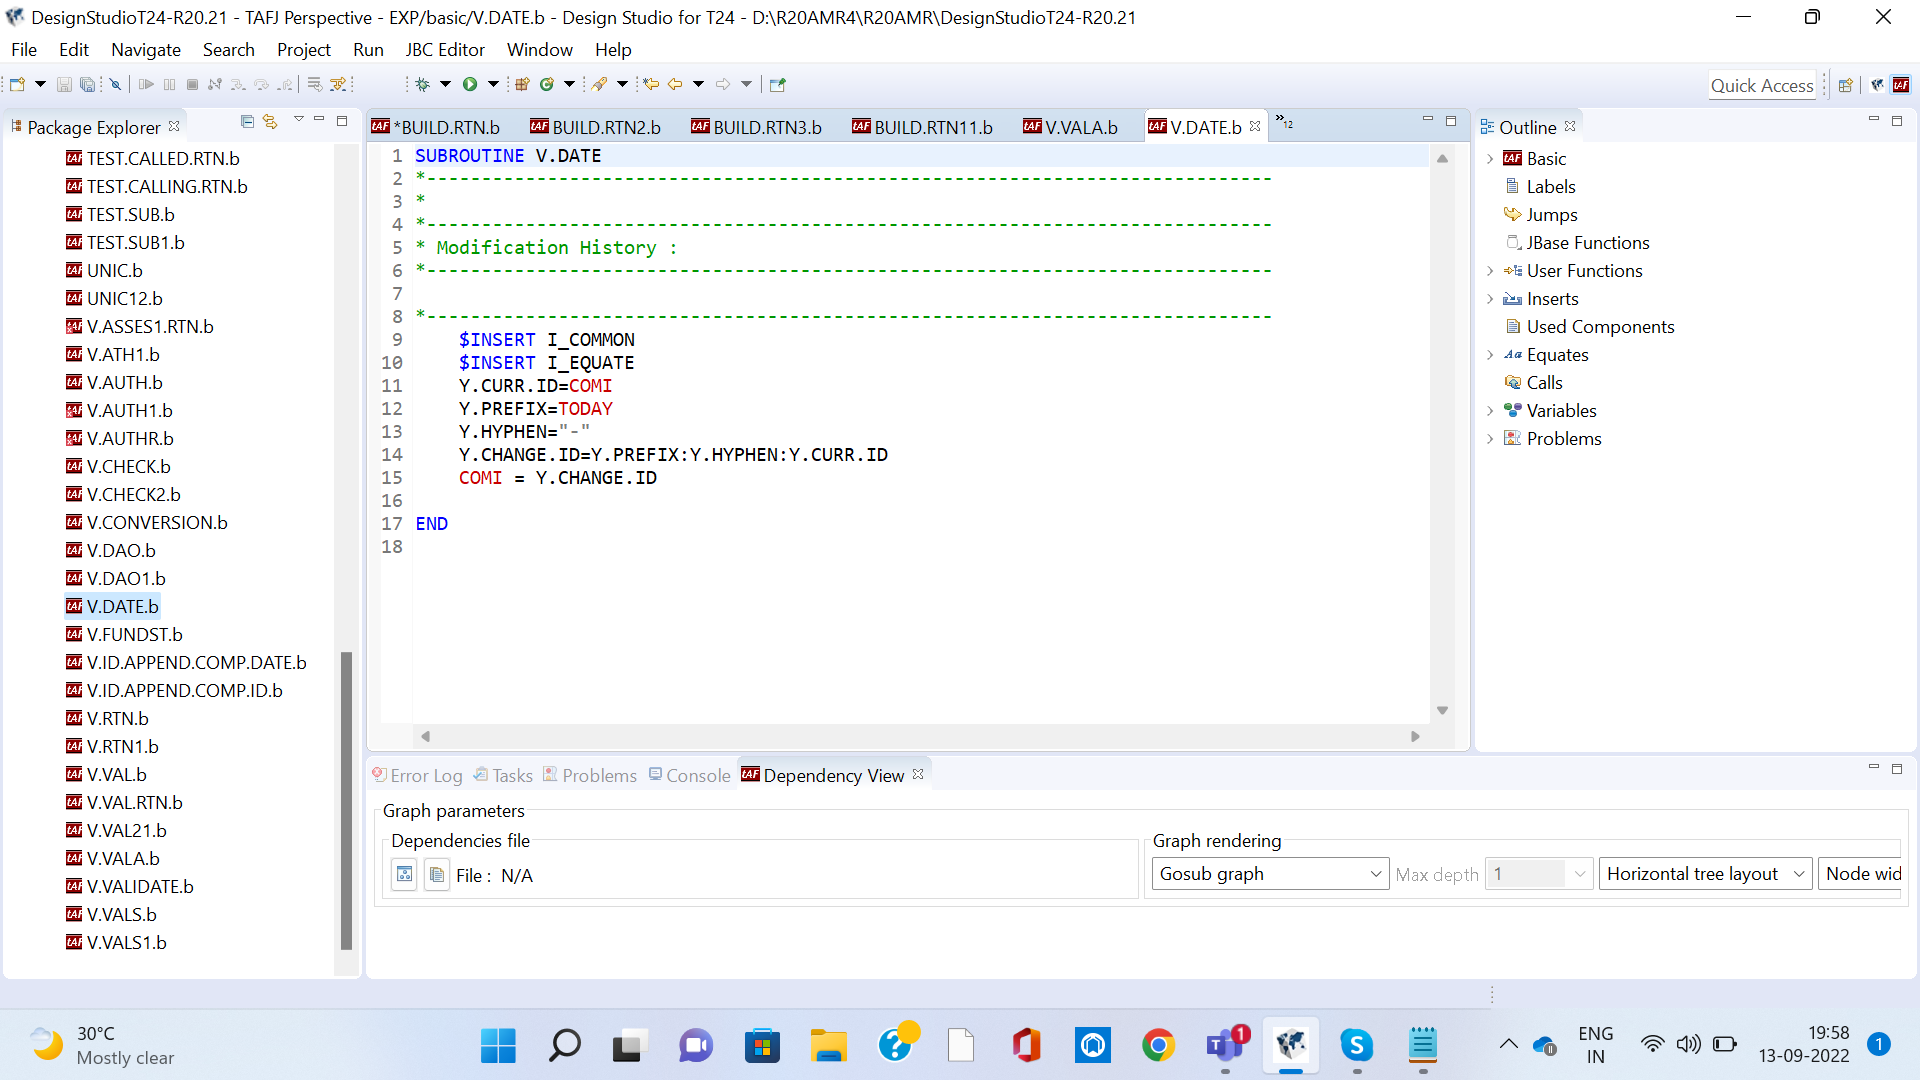 DesignStudioT24-R20.21 - TAFJ Perspective - EXP/basic/V.DATE.b - Design Studio for T24 - D:\R20AMR4\R20AMR\DesignStudioT24-R20.21
File Edit Navigate Search Project Run JBC Editor Window Help
Quick Access
Package Explorer
TEST.CALLED.RTN.b
TEST.CALLING.RTN.b
TEST.SUB.b
TEST.SUB1.b
UNIC.b
UNIC12.b
V.ASSES1.RTN.b
V.ATH1.b
V.AUTH.b
V.AUTH1.b
V.AUTHR.b
V.CHECK.b
V.CHECK2.b
V.CONVERSION.b
V.DAO.b
V.DAO1.b
V.DATE.b
V.FUNDST.b
V.ID.APPEND.COMP.DATE.b
V.ID.APPEND.COMP.ID.b
V.RTN.b
V.RTN1.b
V.VAL.b
V.VAL.RTN.b
V.VAL21.b
V.VALA.b
V.VALIDATE.b
V.VALS.b
V.VALS1.b
*BUILD.RTN.b BUILD.RTN2.b BUILD.RTN3.b BUILD.RTN11.b V.VALA.b V.DATE.b »12
1 SUBROUTINE V.DATE
2 *-----------------------------------------------------------------------------
3 *
4 *-----------------------------------------------------------------------------
5 * Modification History :
6 *-----------------------------------------------------------------------------
7
8 *-----------------------------------------------------------------------------
9 $INSERT I_COMMON
10 $INSERT I_EQUATE
11 Y.CURR.ID=COMI
12 Y.PREFIX=TODAY
13 Y.HYPHEN="-"
14 Y.CHANGE.ID=Y.PREFIX:Y.HYPHEN:Y.CURR.ID
15 COMI = Y.CHANGE.ID
16
17 END
18
Outline
Basic
Labels
Jumps
JBase Functions
User Functions
Inserts
Used Components
Equates
Calls
Variables
Problems
Error Log Tasks Problems Console Dependency View
Graph parameters
Dependencies file
File : N/A
Graph rendering
Gosub graph Max depth 1 Horizontal tree layout Node wid
30°C
Mostly clear
1
ENG
IN
19:58
13-09-2022
1